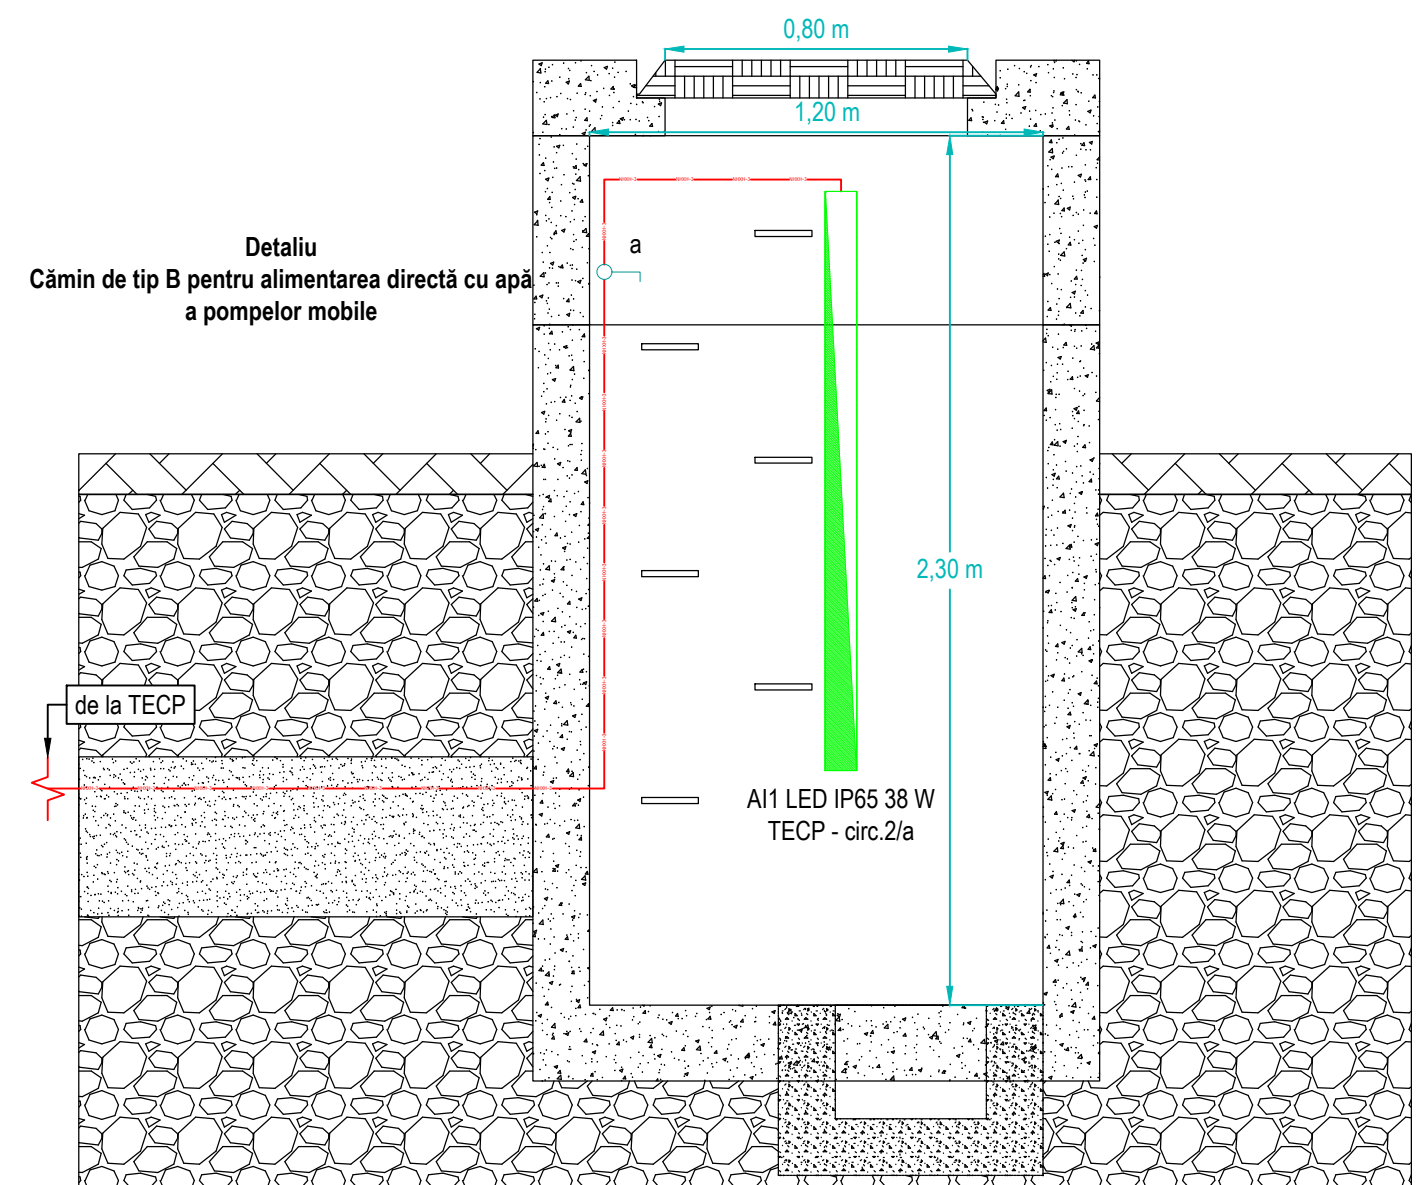 0,80 m
1,20 m
a
Detaliu
Cămin de tip B pentru alimentarea directă cu apă
a pompelor mobile
2,30 m
de la TECP
AI1 LED IP65 38 W
TECP - circ.2/a